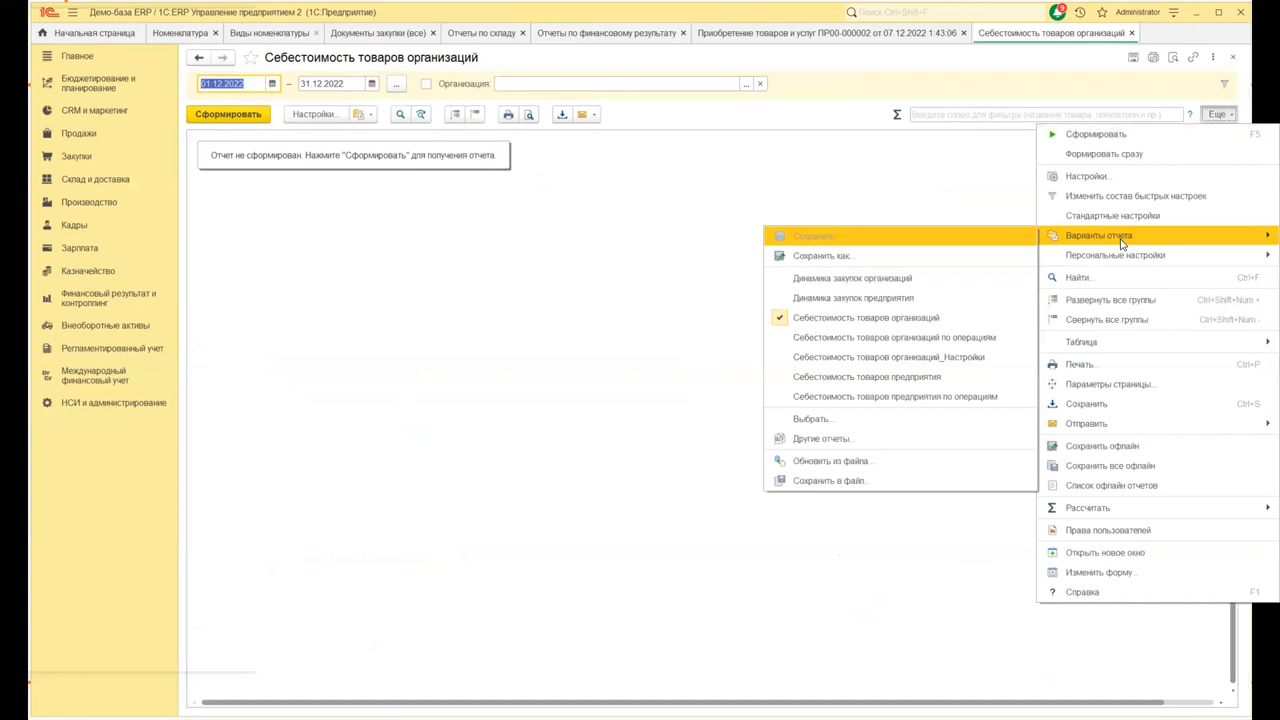 Демо-база ERP / 1С:ERP Управление предприятием 2 (1С:Предприятие)
Поиск Ctrl+Shift+F
Administrator
Начальная страница
Номенклатура ×
Виды номенклатуры ×
Документы закупки (все) ×
Отчеты по складу ×
Отчеты по финансовому результату ×
Приобретение товаров и услуг ПР00-000002 от 07.12.2022 1:43:06 ×
Себестоимость товаров организаций ×
Главное
Бюджетирование и
планирование
CRM и маркетинг
Продажи
Закупки
Склад и доставка
Производство
Кадры
Зарплата
Казначейство
Финансовый результат и
контроллинг
Внеоборотные активы
Регламентированный учет
Международный
финансовый учет
НСИ и администрирование
Себестоимость товаров организаций
01.12.2022 – 31.12.2022 ... Организация: ... ×
Сформировать
Настройки...
Σ
Введите слово для фильтра (название товара, покупателя и пр.)
?
Еще
Отчет не сформирован. Нажмите "Сформировать" для получения отчета.
Сохранить
Сохранить как...
Динамика закупок организаций
Динамика закупок предприятия
Себестоимость товаров организаций
Себестоимость товаров организаций по операциям
Себестоимость товаров организаций_Настройки
Себестоимость товаров предприятия
Себестоимость товаров предприятия по операциям
Выбрать...
Другие отчеты...
Обновить из файла...
Сохранить в файл...
Сформировать F5
Формировать сразу
Настройки...
Изменить состав быстрых настроек
Стандартные настройки
Варианты отчета
Персональные настройки
Найти... Ctrl+F
Развернуть все группы Ctrl+Shift+Num +
Свернуть все группы Ctrl+Shift+Num -
Таблица
Печать... Ctrl+P
Параметры страницы...
Сохранить Ctrl+S
Отправить
Сохранить офлайн
Сохранить все офлайн
Список офлайн отчетов
Σ Рассчитать
Права пользователей
Открыть новое окно
Изменить форму...
? Справка F1